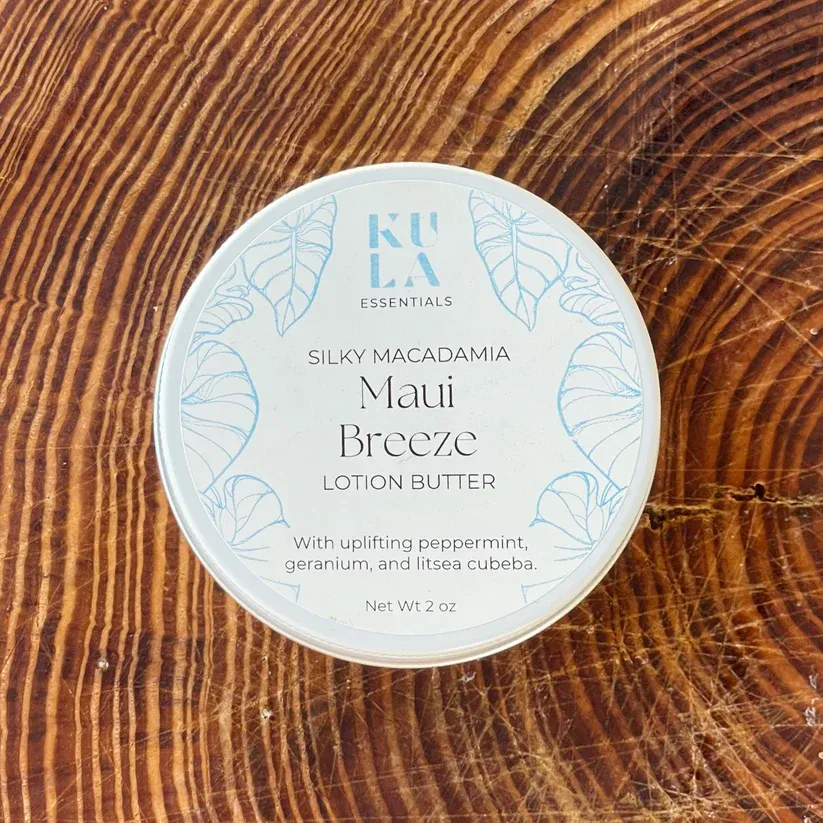 KU
LA
ESSENTIALS
SILKY MACADAMIA
Maui
Breeze
LOTION BUTTER
With uplifting peppermint,
geranium, and litsea cubeba.
Net Wt 2 oz